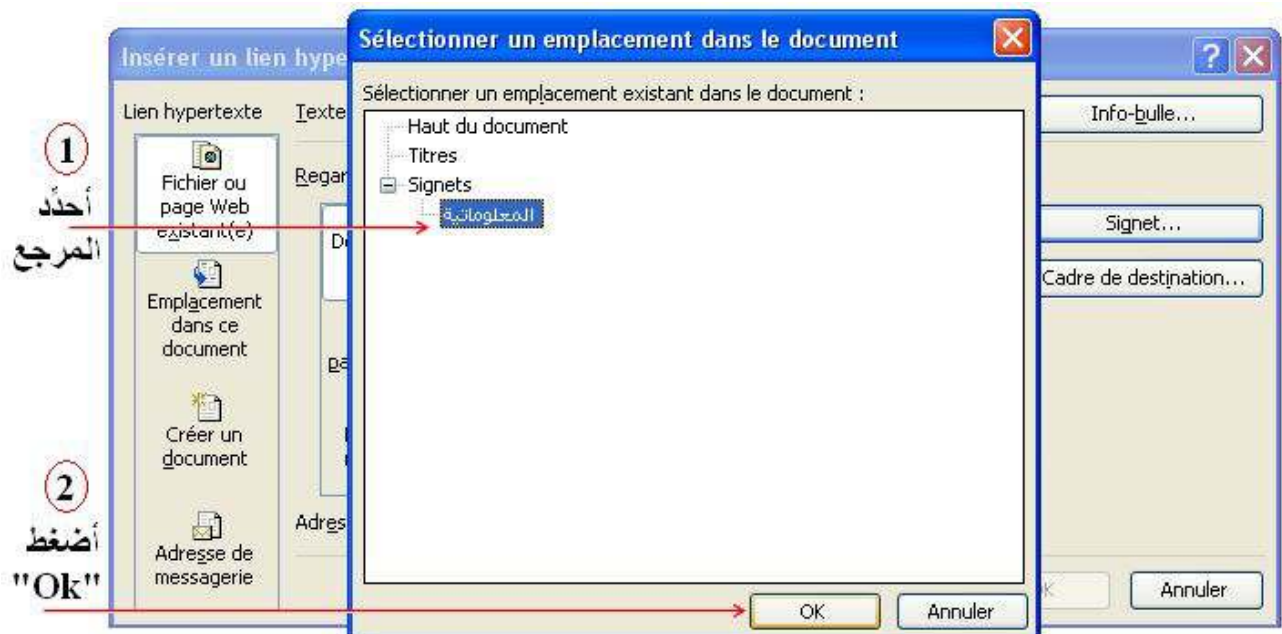 Sélectionner un emplacement dans le document
Insérer un lien hype
Sélectionner un emplacement existant dans le document :
Lien hypertexte
Texte
Info-bulle...
Haut du document
Titres
Signets
المعلوماتية
1
أحدّد
المرجع
Fichier ou
page Web
existant(e)
Regar
Signet...
Cadre de destination...
Emplacement
dans ce
document
Créer un
document
2
أضغط
"Ok"
Adres
Adresse de
messagerie
OK
Annuler
Annuler